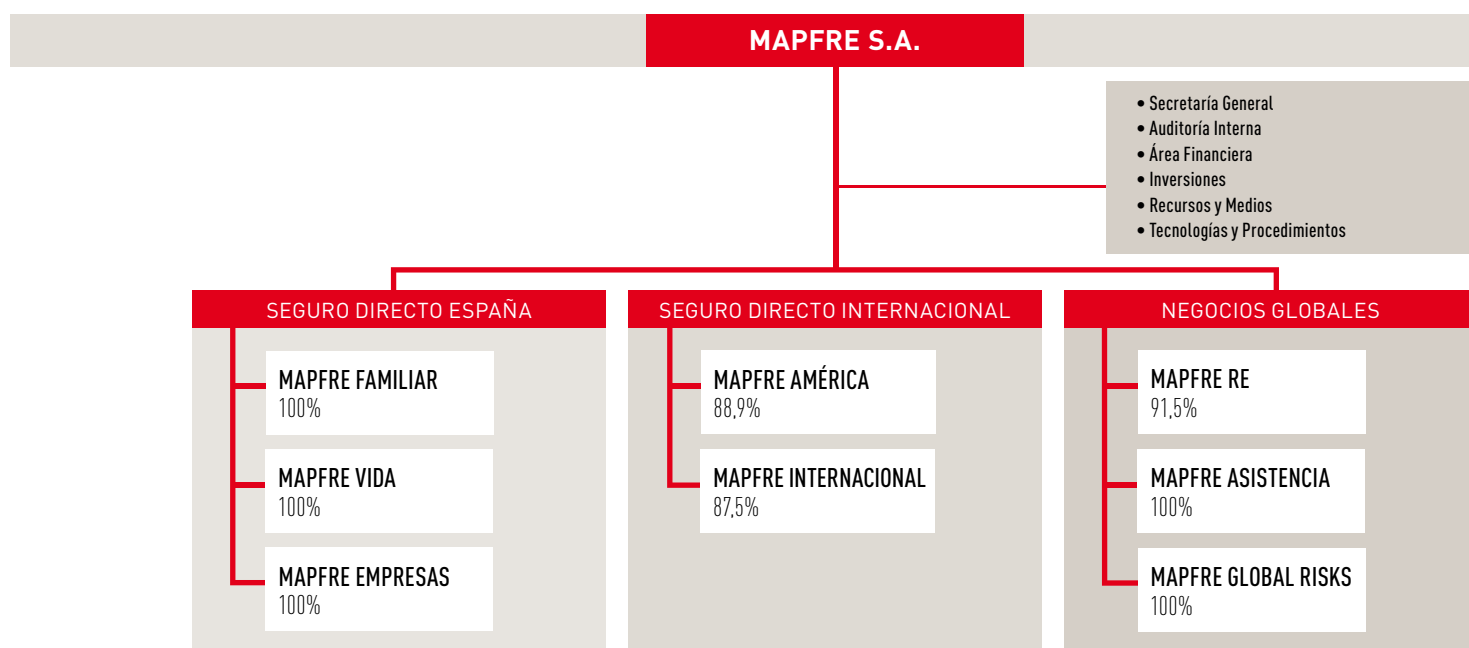 MAPFRE S.A.
• Secretaría General
• Auditoría Interna
• Área Financiera
• Inversiones
• Recursos y Medios
• Tecnologías y Procedimientos
SEGURO DIRECTO ESPAÑA
MAPFRE FAMILIAR
100%
MAPFRE VIDA
100%
MAPFRE EMPRESAS
100%
SEGURO DIRECTO INTERNACIONAL
MAPFRE AMÉRICA
88,9%
MAPFRE INTERNACIONAL
87,5%
NEGOCIOS GLOBALES
MAPFRE RE
91,5%
MAPFRE ASISTENCIA
100%
MAPFRE GLOBAL RISKS
100%